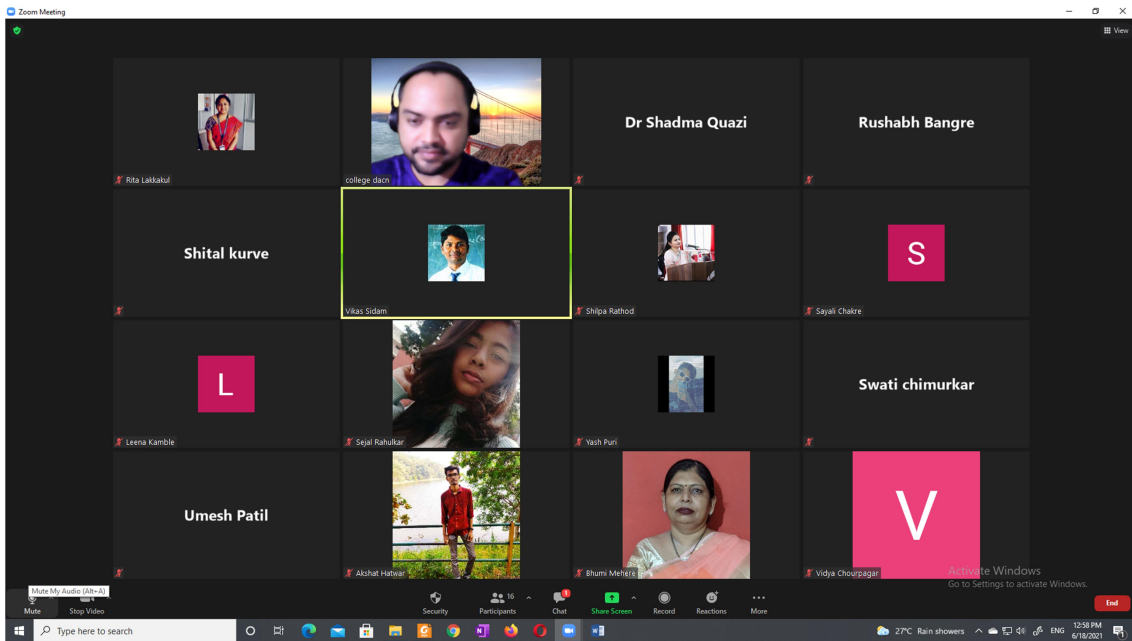 Zoom Meeting
View
Rita Lakkakul
college dacn
Dr Shadma Quazi
Rushabh Bangre
Shital kurve
Vikas Sidam
Shilpa Rathod
S
Sayali Chakre
L
Leena Kamble
Sejal Rahulkar
Yash Puri
Swati chimurkar
Umesh Patil
Akshat Hatwar
Bhumi Mehere
V
Vidya Chourpagar
Activate Windows
Go to Settings to activate Windows.
Mute My Audio (Alt+A)
Mute
Stop Video
Security
Participants
16
Chat
1
Share Screen
Record
Reactions
More
End
Type here to search
27°C Rain showers
ENG
12:58 PM
6/18/2021